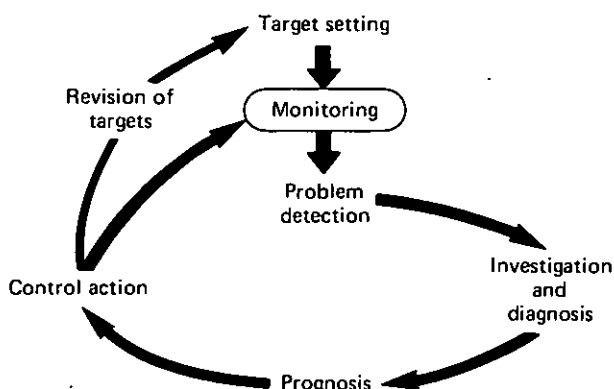 Target setting
Revision of
targets
Monitoring
Problem
detection
Investigation
and
diagnosis
Control action
Prognosis